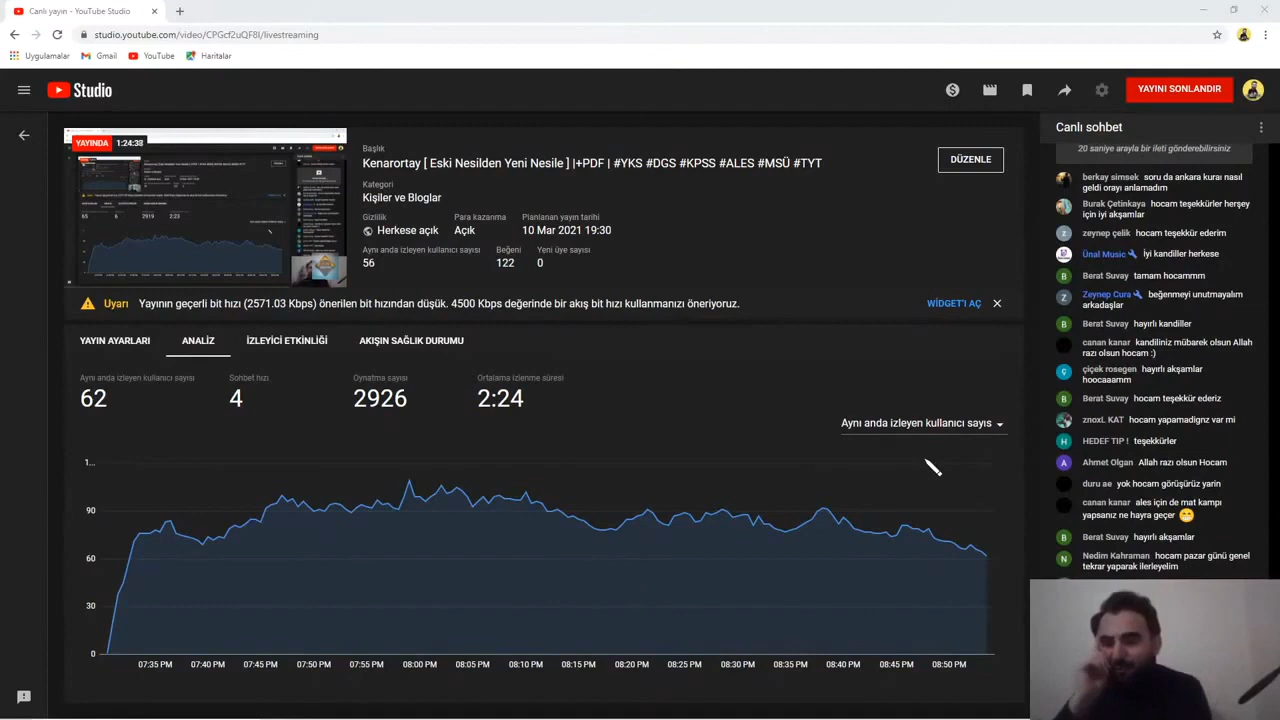 Canlı yayın - YouTube Studio
studio.youtube.com/video/CPGcf2uQF8I/livestreaming
Uygulamalar
Gmail
YouTube
Haritalar
Studio
YAYINI SONLANDIR
YAYINDA 1:24:38
Başlık
Kenarortay [ Eski Nesilden Yeni Nesile ] |+PDF | #YKS #DGS #KPSS #ALES #MSÜ #TYT
DÜZENLE
Kategori
Kişiler ve Bloglar
Gizlilik
Para kazanma
Planlanan yayın tarihi
Herkese açık
Açık
10 Mar 2021 19:30
Aynı anda izleyen kullanıcı sayısı
Beğeni
Yeni üye sayısı
56
122
0
Uyarı
Yayının geçerli bit hızı (2571.03 Kbps) önerilen bit hızından düşük. 4500 Kbps değerinde bir akış bit hızı kullanmanızı öneriyoruz.
WİDGET'I AÇ
YAYIN AYARLARI
ANALİZ
İZLEYİCİ ETKİNLİĞİ
AKIŞIN SAĞLIK DURUMU
Aynı anda izleyen kullanıcı sayısı
Sohbet hızı
Oynatma sayısı
Ortalama izlenme süresi
62
4
2926
2:24
Aynı anda izleyen kullanıcı sayıs
1...
90
60
30
0
07:35 PM 07:40 PM 07:45 PM 07:50 PM 07:55 PM 08:00 PM 08:05 PM 08:10 PM 08:15 PM 08:20 PM 08:25 PM 08:30 PM 08:35 PM 08:40 PM 08:45 PM 08:50 PM
Canlı sohbet
20 saniye arayla bir ileti gönderebilirsiniz
berkay simsek soru da ankara kuraı nasıl
geldi orayı anlamadım
Burak Çetinkaya hocam teşekkürler herşey
için iyi akşamlar
zeynep çelik hocam teşekkür ederim
Ünal Music İyi kandiller herkese
Berat Suvay tamam hocammm
Zeynep Cura beğenmeyi unutmayalım
arkadaşlar
Berat Suvay hayırlı kandiller
canan kanar kandiliniz mübarek olsun Allah
razı olsun hocam :)
çiçek rosegen hayırlı akşamlar
hoocaaamm
Berat Suvay hocam teşekkür ederiz
znoxL KAT hocam yapamadignz var mi
HEDEF TIP ! teşekkürler
Ahmet Olgan Allah razı olsun Hocam
duru ae yok hocam görüşürüz yarin
canan kanar ales için de mat kampı
yapsanız ne hayra geçer 😁
Berat Suvay hayırlı akşamlar
Nedim Kahraman hocam pazar günü genel
tekrar yaparak ilerleyelim